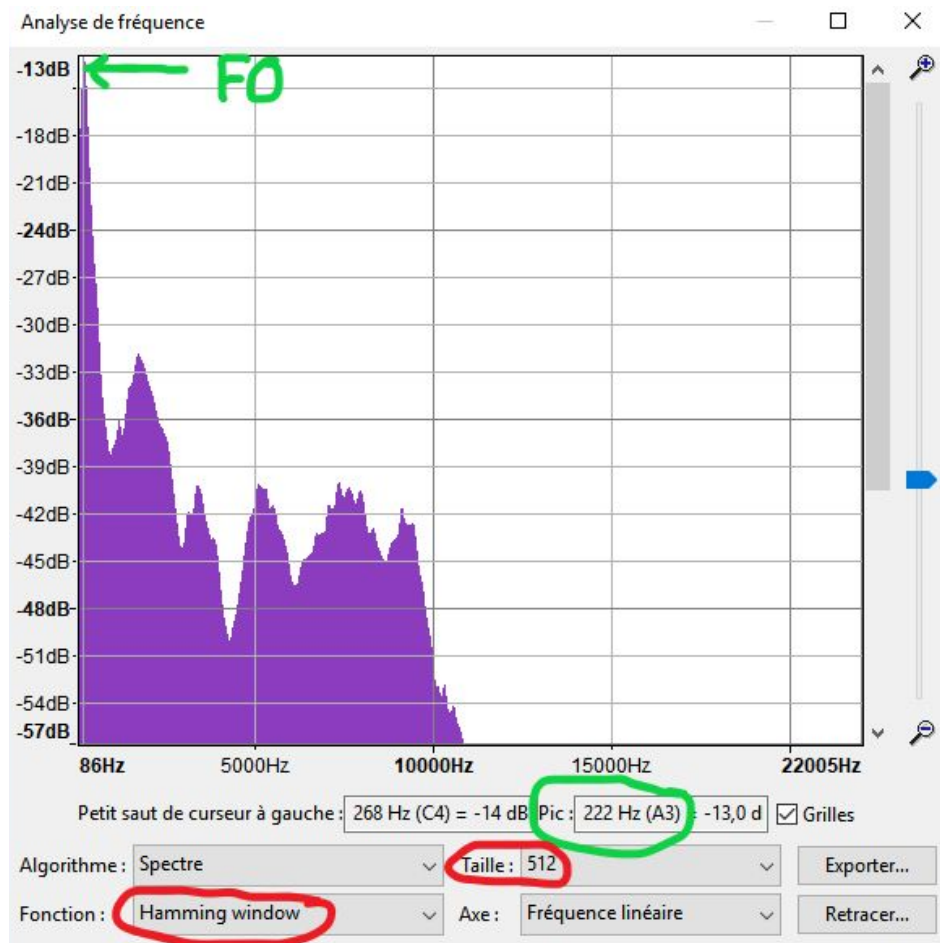 Analyse de fréquence
-13dB
F0
-18dB
-21dB
-24dB
-27dB
-30dB
-33dB
-36dB
-39dB
-42dB
-45dB
-48dB
-51dB
-54dB
-57dB
86Hz 5000Hz 10000Hz 15000Hz 22005Hz
Petit saut de curseur à gauche : 268 Hz (C4) = -14 dB Pic : 222 Hz (A3) = -13,0 d Grilles
Algorithme : Spectre Taille : 512 Exporter...
Fonction : Hamming window Axe : Fréquence linéaire Retracer...